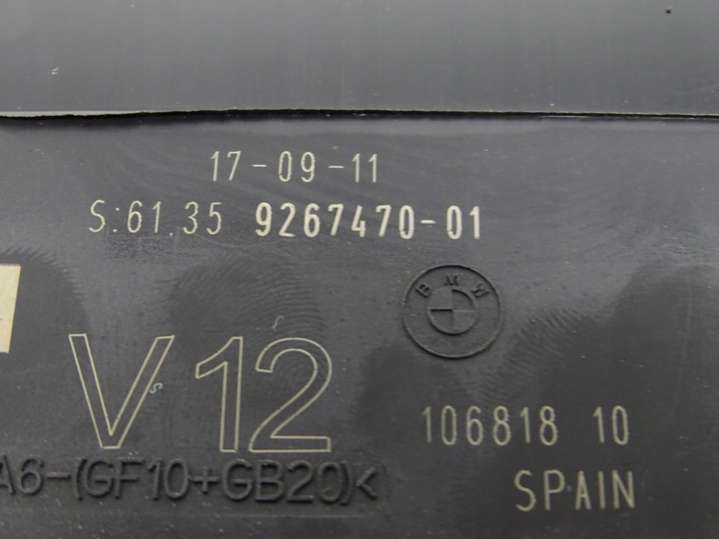 17-09-11
S:61.35 9267470-01
BMW
V12
106818 10
A6-(GF10+GB20)<
SPAIN